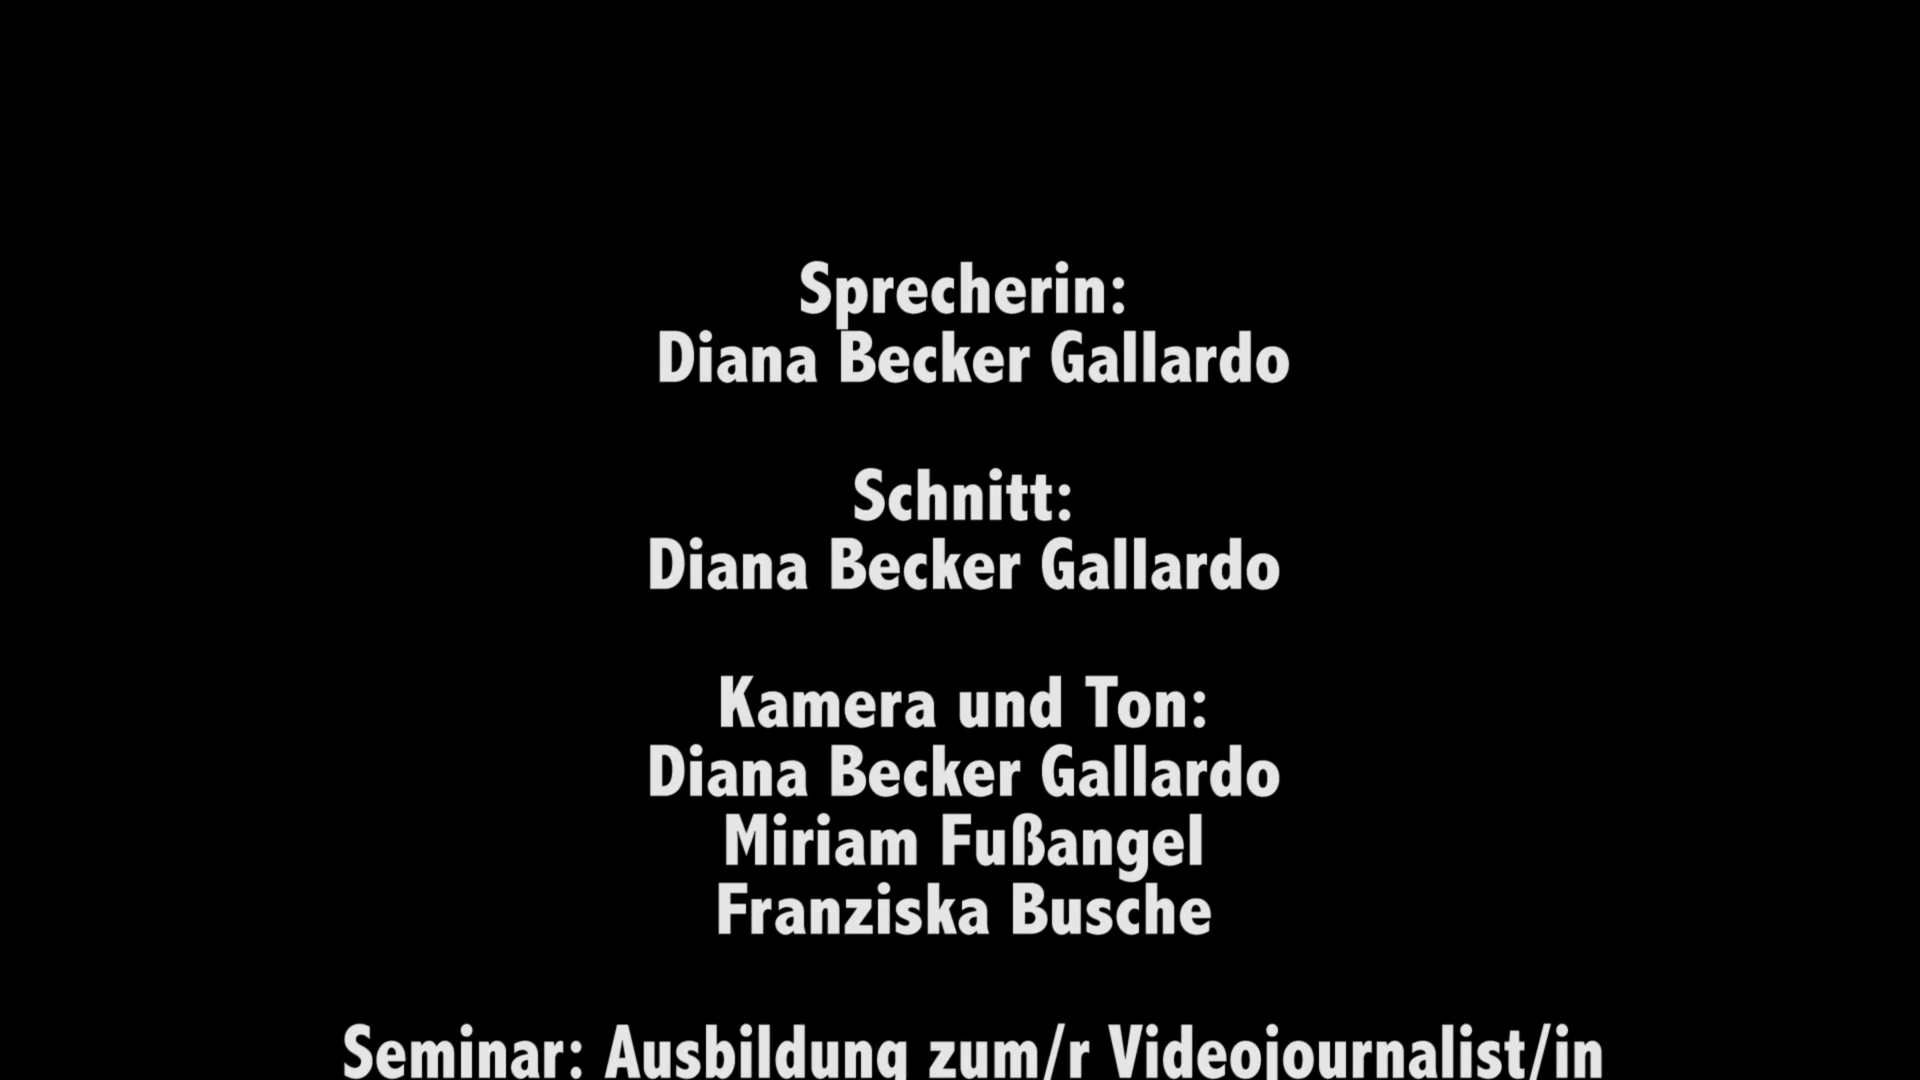 Sprecherin:
Diana Becker Gallardo
Schnitt:
Diana Becker Gallardo
Kamera und Ton:
Diana Becker Gallardo
Miriam Fußangel
Franziska Busche
Seminar: Ausbildung zum/r Videojournalist/in